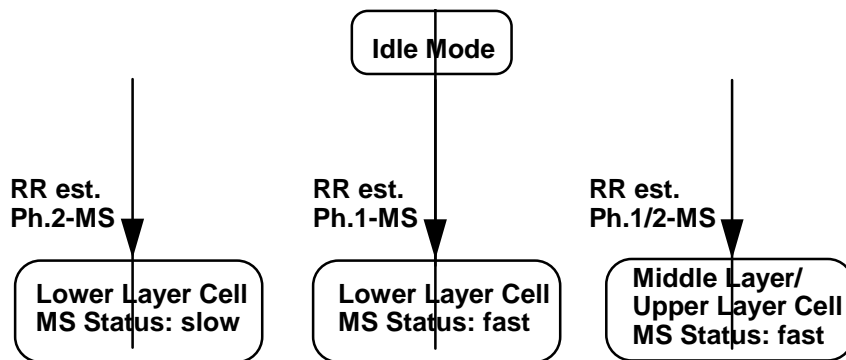 Idle Mode
RR est.
Ph.2-MS
RR est.
Ph.1-MS
RR est.
Ph.1/2-MS
Lower Layer Cell
MS Status: slow
Lower Layer Cell
MS Status: fast
Middle Layer/
Upper Layer Cell
MS Status: fast